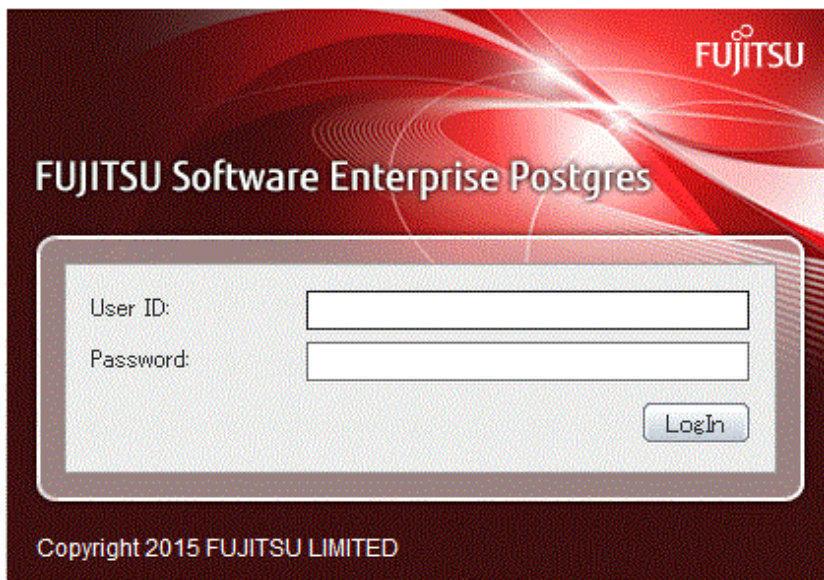 FUJITSU
FUJITSU Software Enterprise Postgres
User ID:
Password:
LogIn
Copyright 2015 FUJITSU LIMITED